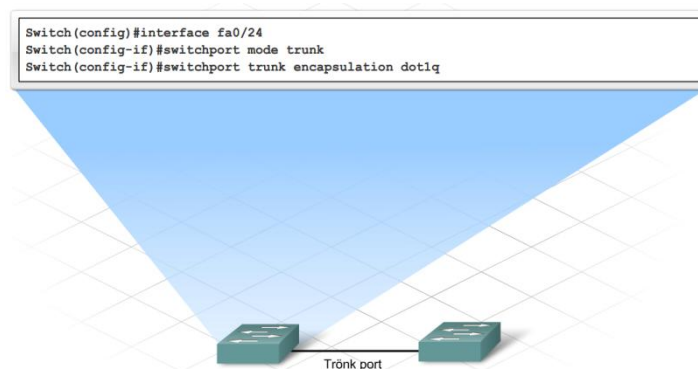 Switch(config)#interface fa0/24
Switch(config-if)#switchport mode trunk
Switch(config-if)#switchport trunk encapsulation dot1q
Trönk port